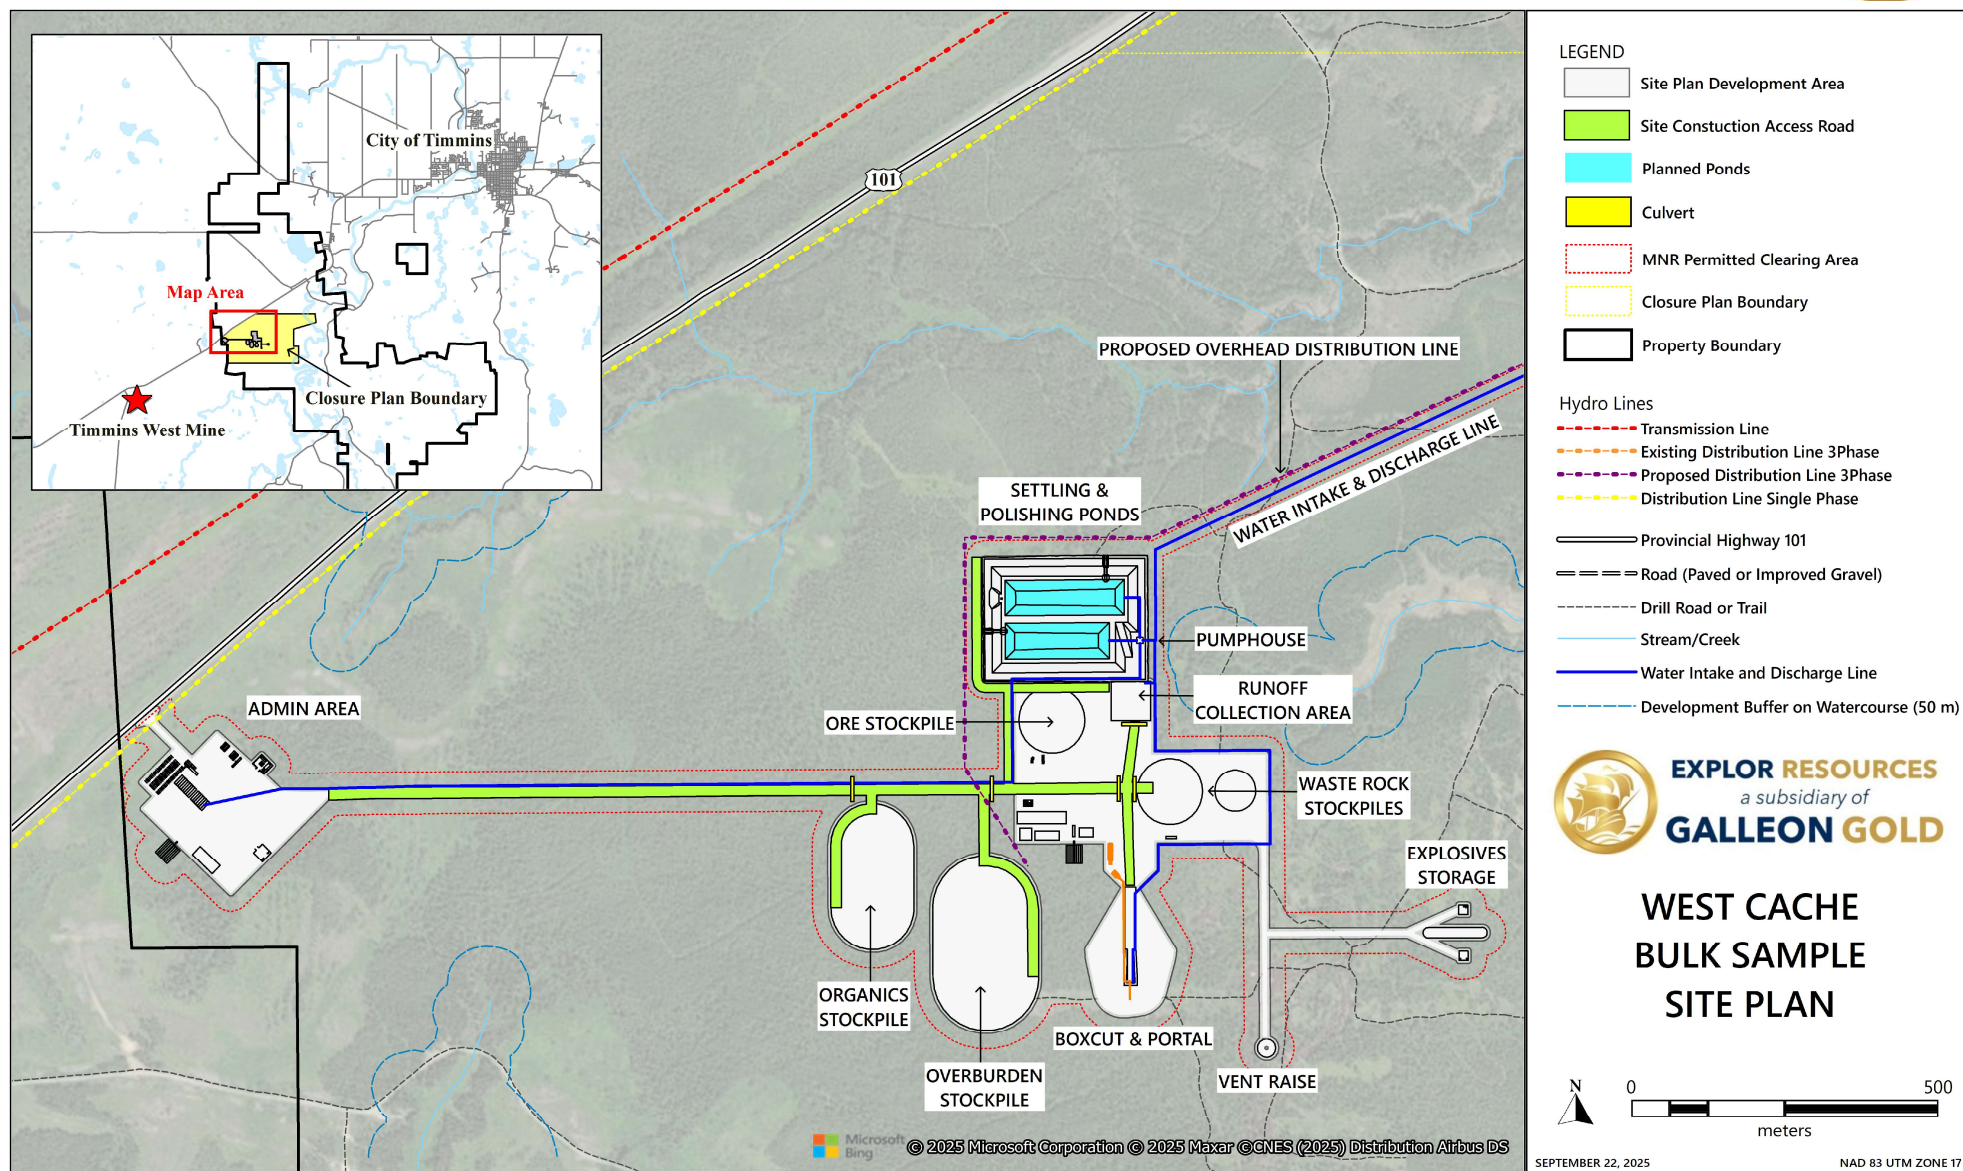 City of Timmins
Map Area
Closure Plan Boundary
Timmins West Mine
101
PROPOSED OVERHEAD DISTRIBUTION LINE
WATER INTAKE & DISCHARGE LINE
SETTLING &
POLISHING PONDS
PUMPHOUSE
RUNOFF
COLLECTION AREA
ORE STOCKPILE
ADMIN AREA
WASTE ROCK
STOCKPILES
EXPLOSIVES
STORAGE
ORGANICS
STOCKPILE
OVERBURDEN
STOCKPILE
BOXCUT & PORTAL
VENT RAISE
Microsoft
Bing
© 2025 Microsoft Corporation © 2025 Maxar ©CNES (2025) Distribution Airbus DS
LEGEND
Site Plan Development Area
Site Constuction Access Road
Planned Ponds
Culvert
MNR Permitted Clearing Area
Closure Plan Boundary
Property Boundary
Hydro Lines
Transmission Line
Existing Distribution Line 3Phase
Proposed Distribution Line 3Phase
Distribution Line Single Phase
Provincial Highway 101
Road (Paved or Improved Gravel)
Drill Road or Trail
Stream/Creek
Water Intake and Discharge Line
Development Buffer on Watercourse (50 m)
EXPLOR RESOURCES
a subsidiary of
GALLEON GOLD
WEST CACHE
BULK SAMPLE
SITE PLAN
N
0 500
meters
SEPTEMBER 22, 2025
NAD 83 UTM ZONE 17